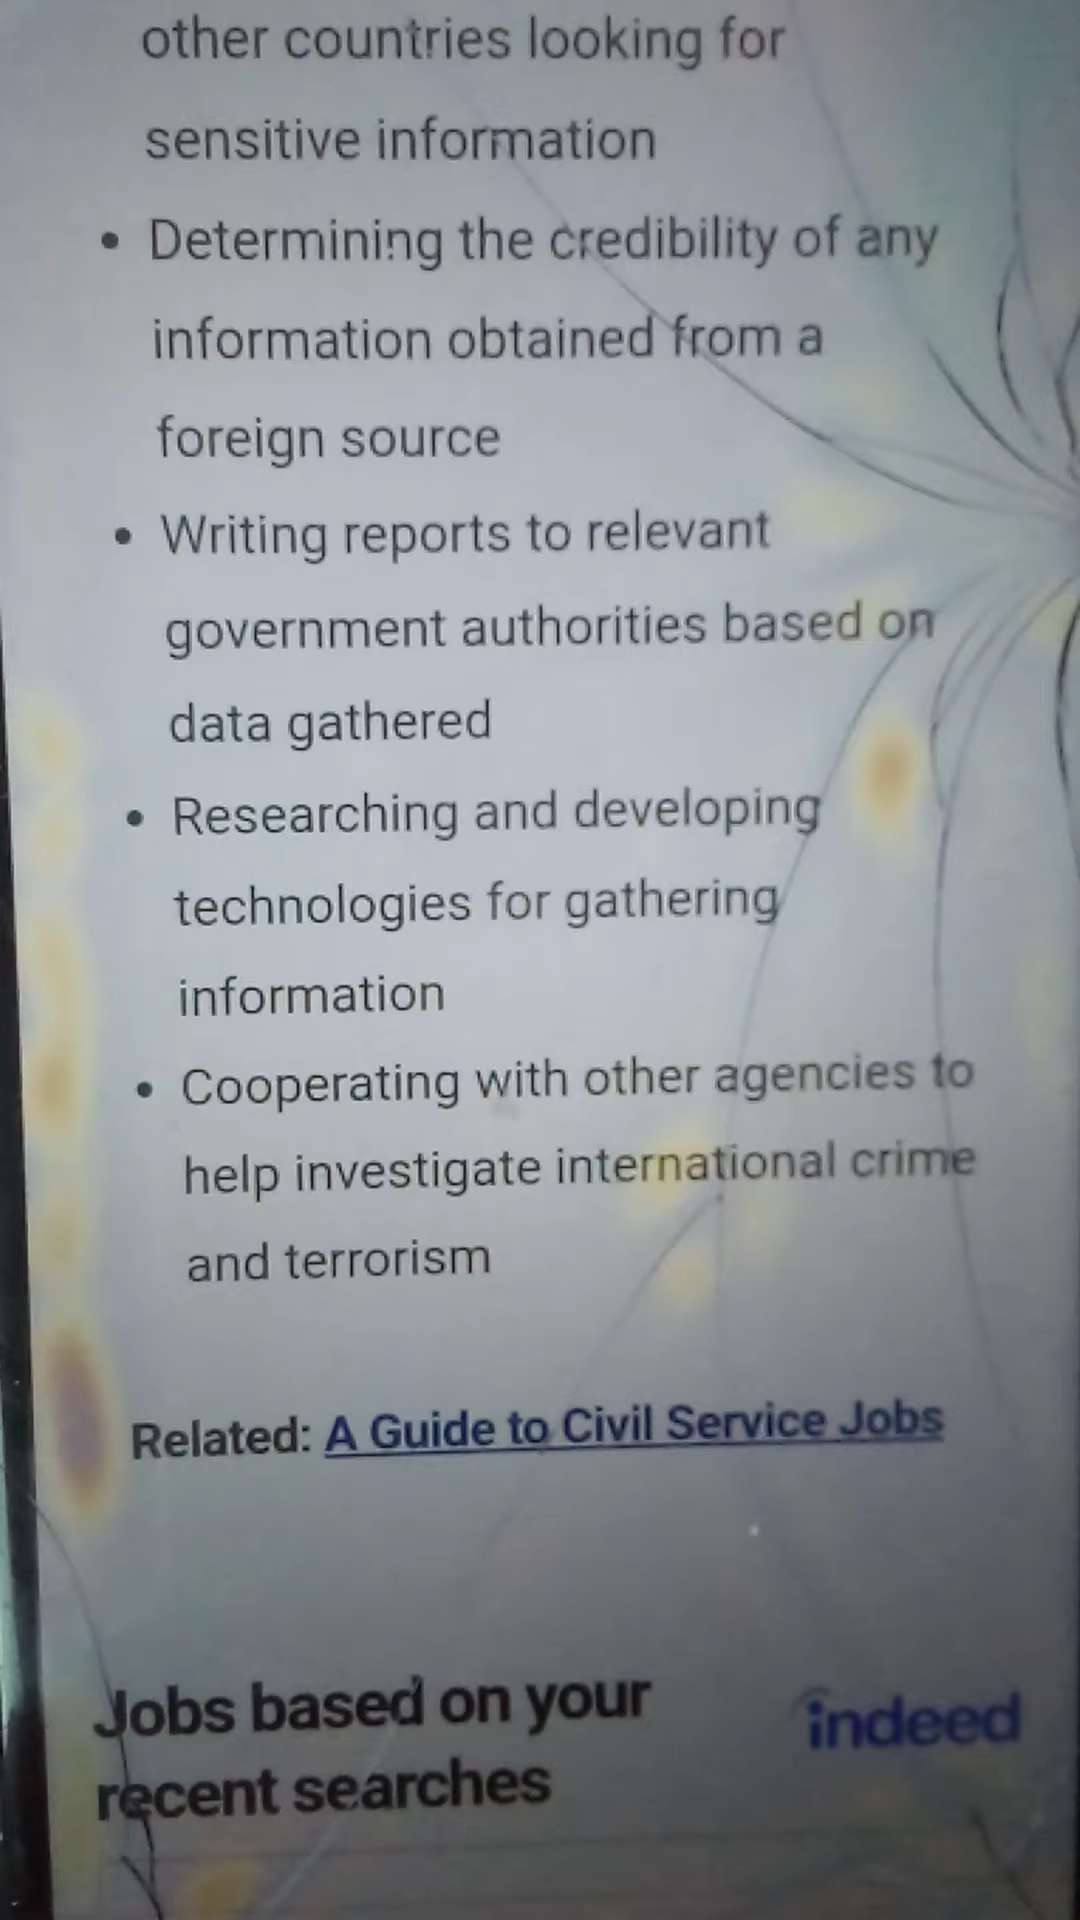 other countries looking for
sensitive information
• Determining the credibility of any
information obtained from a
foreign source
• Writing reports to relevant
government authorities based on
data gathered
• Researching and developing
technologies for gathering
information
• Cooperating with other agencies to
help investigate international crime
and terrorism
Related: A Guide to Civil Service Jobs
Jobs based on your
recent searches
indeed